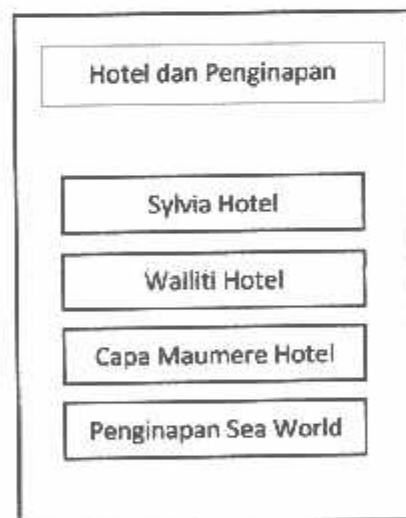 Hotel dan Penginapan
Sylvia Hotel
Wailiti Hotel
Capa Maumere Hotel
Penginapan Sea World